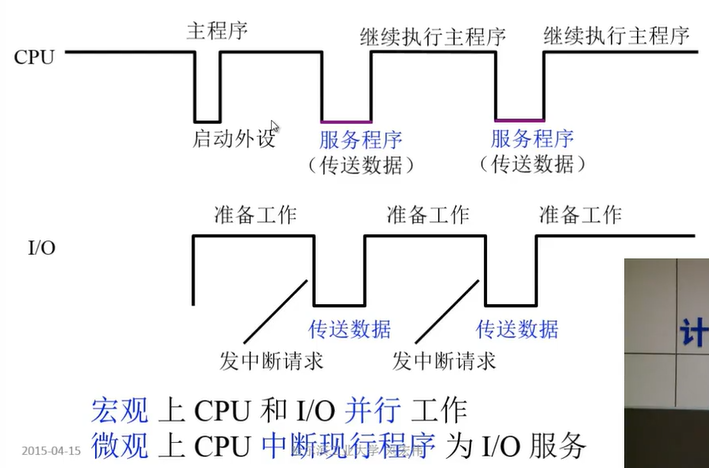 主程序
继续执行主程序
继续执行主程序
CPU
启动外设
服务程序
服务程序
（传送数据）
（传送数据）
准备工作
准备工作
准备工作
I/O
传送数据
传送数据
发中断请求
发中断请求
计
宏观 上 CPU 和 I/O 并行 工作
微观 上 CPU 中断现行程序 为 I/O 服务
2015-04-15